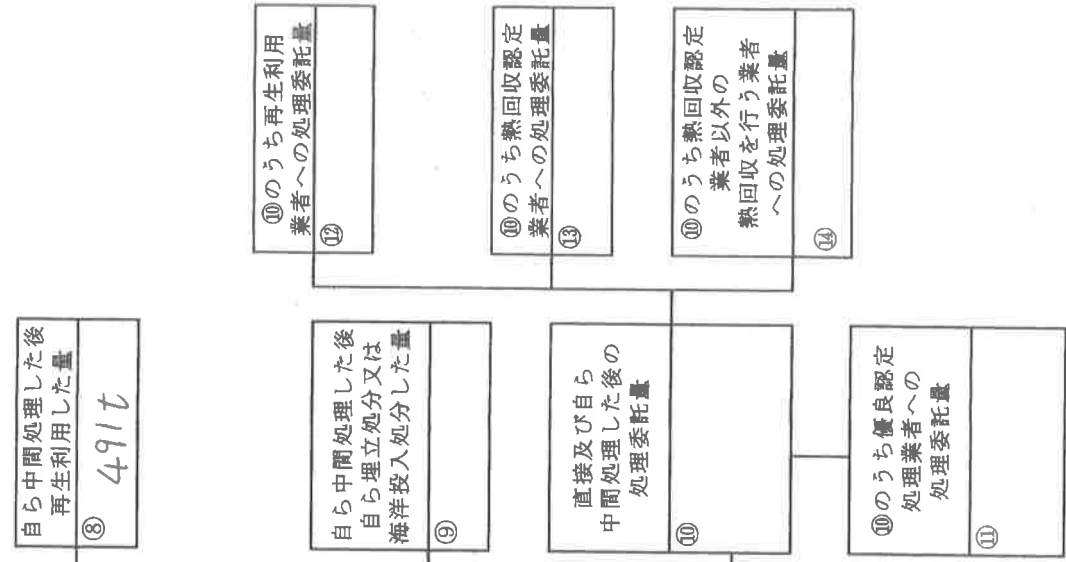 自ら中間処理した後
再生利用した量
⑧
491t
自ら中間処理した後
自ら埋立処分又は
海洋投入処分した量
⑨
直接及び自ら
中間処理した後の
処理委託量
⑩
⑩のうち優良認定
処理業者への
処理委託量
⑪
⑩のうち再生利用
業者への処理委託量
⑫
⑩のうち熱回収認定
業者への処理委託量
⑬
⑩のうち熱回収認定
業者以外の
熱回収を行う業者
への処理委託量
⑭